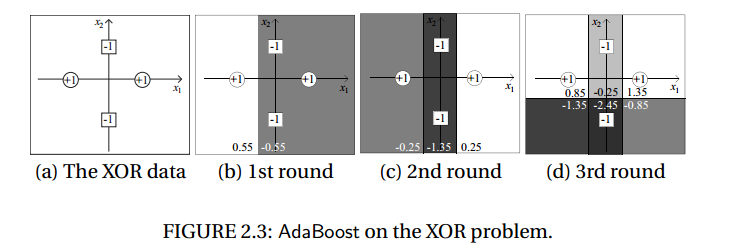 x₂ x₂ x₂ x₂
-1 -1 -1 -1
+1 +1 +1 +1 +1 +1 +1 +1
x₁ x₁ x₁ x₁
0.85 -0.25 1.35
-1.35 -2.45 -0.85
-1 -1 -1 -1
0.55 -0.55 -0.25 -1.35 0.25
(a) The XOR data (b) 1st round (c) 2nd round (d) 3rd round
FIGURE 2.3: AdaBoost on the XOR problem.